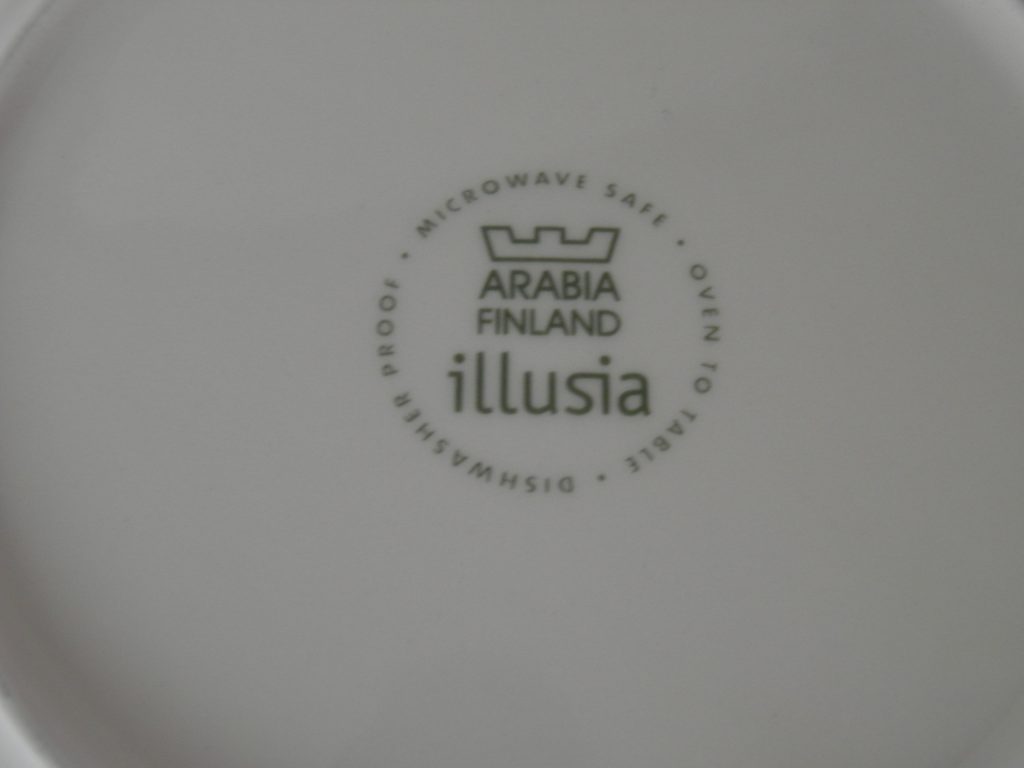 MICROWAVE SAFE • OVEN TO TABLE • DISHWASHER PROOF •
ARABIA
FINLAND
illusia